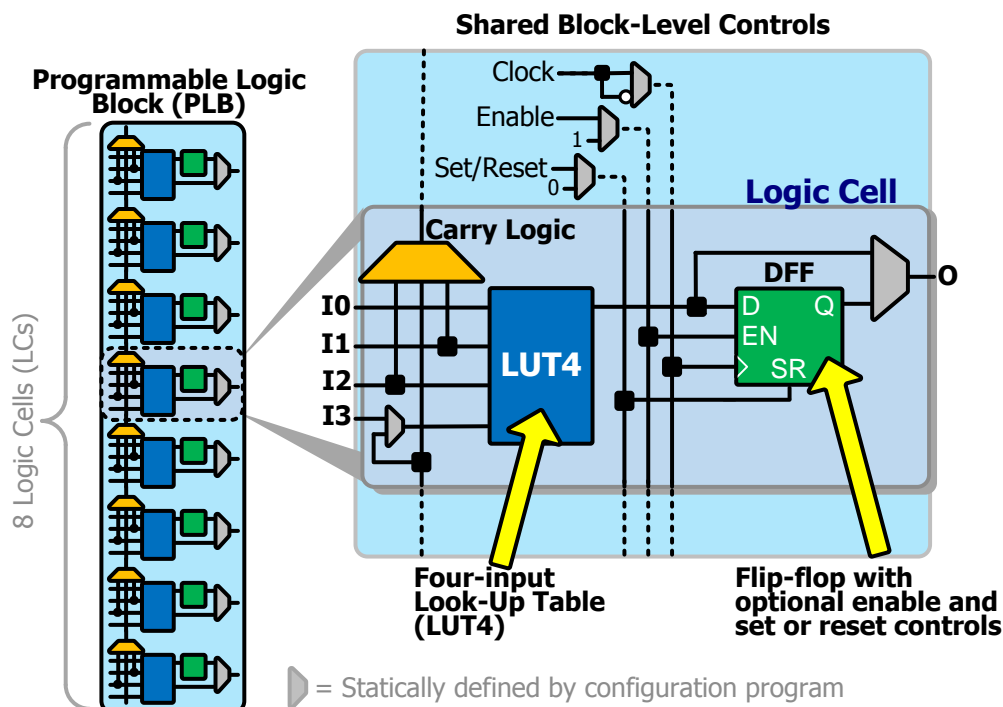 Shared Block-Level Controls
Programmable Logic
Block (PLB)
Clock
Enable
1
Set/Reset
0
Logic Cell
Carry Logic
DFF
I0
I1
I2
I3
LUT4
D
Q
EN
SR
O
8 Logic Cells (LCs)
Four-input
Look-Up Table
(LUT4)
Flip-flop with
optional enable and
set or reset controls
= Statically defined by configuration program